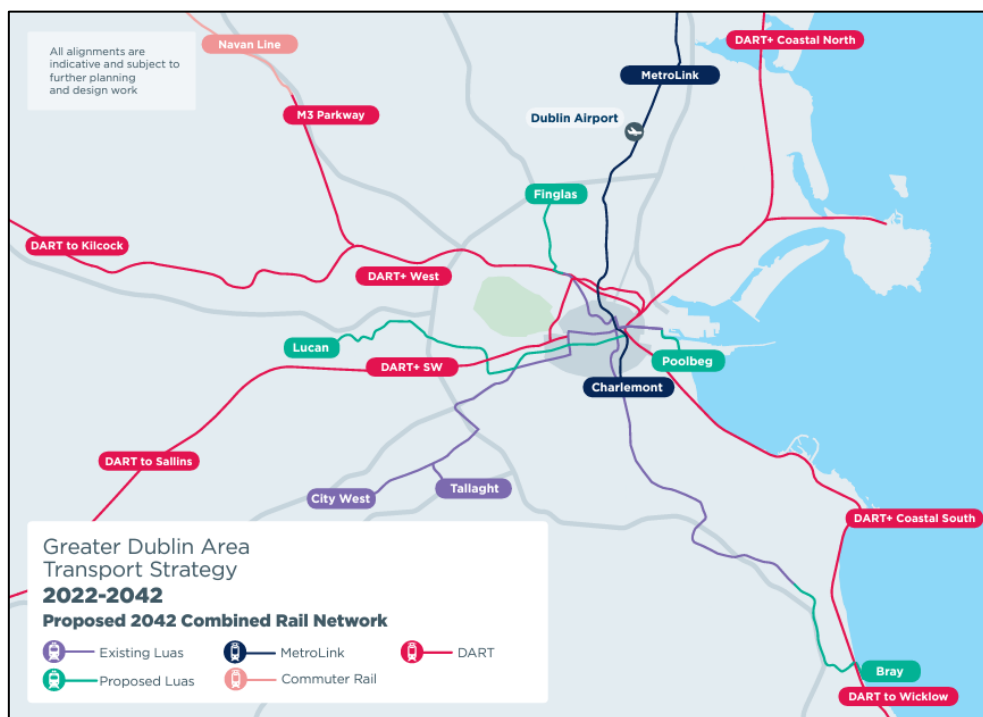 All alignments are
indicative and subject to
further planning
and design work
Navan Line
M3 Parkway
DART+ Coastal North
MetroLink
Dublin Airport
Finglas
DART to Kilcock
DART+ West
Lucan
DART+ SW
Poolbeg
Charlemont
DART to Sallins
City West
Tallaght
DART+ Coastal South
Bray
DART to Wicklow
Greater Dublin Area
Transport Strategy
2022-2042
Proposed 2042 Combined Rail Network
Existing Luas
MetroLink
DART
Proposed Luas
Commuter Rail